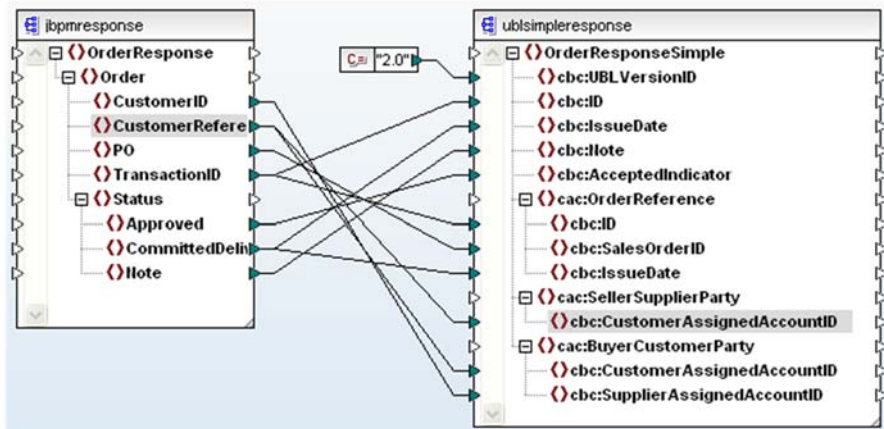 jbpmresponse
OrderResponse
Order
CustomerID
CustomerRefere
PO
TransactionID
Status
Approved
CommittedDeliv
Note
C= "2.0"
ublsimpleresponse
OrderResponseSimple
cbc:UBLVersionID
cbc:ID
cbc:IssueDate
cbc:Note
cbc:AcceptedIndicator
cac:OrderReference
cbc:ID
cbc:SalesOrderID
cbc:IssueDate
cac:SellerSupplierParty
cbc:CustomerAssignedAccountID
cac:BuyerCustomerParty
cbc:CustomerAssignedAccountID
cbc:SupplierAssignedAccountID